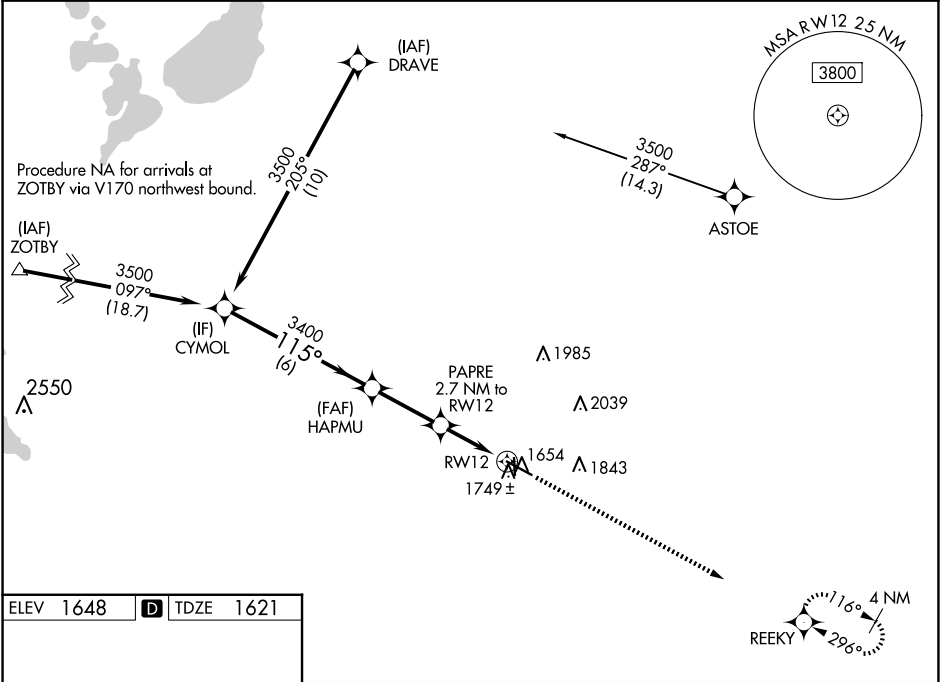 (IAF)
DRAVE
MSA RW12 25 NM
3800
3500
205°
(10)
3500
287°
(14.3)
ASTOE
Procedure NA for arrivals at
ZOTBY via V170 northwest bound.
(IAF)
ZOTBY
3500
097°
(18.7)
(IF)
CYMOL
3400
115°
(6)
2550
(FAF)
HAPMU
PAPRE
2.7 NM to
RW12
1985
2039
RW12
1654
1843
1749 ±
ELEV 1648 D TDZE 1621
REEKY
116°
4 NM
296°